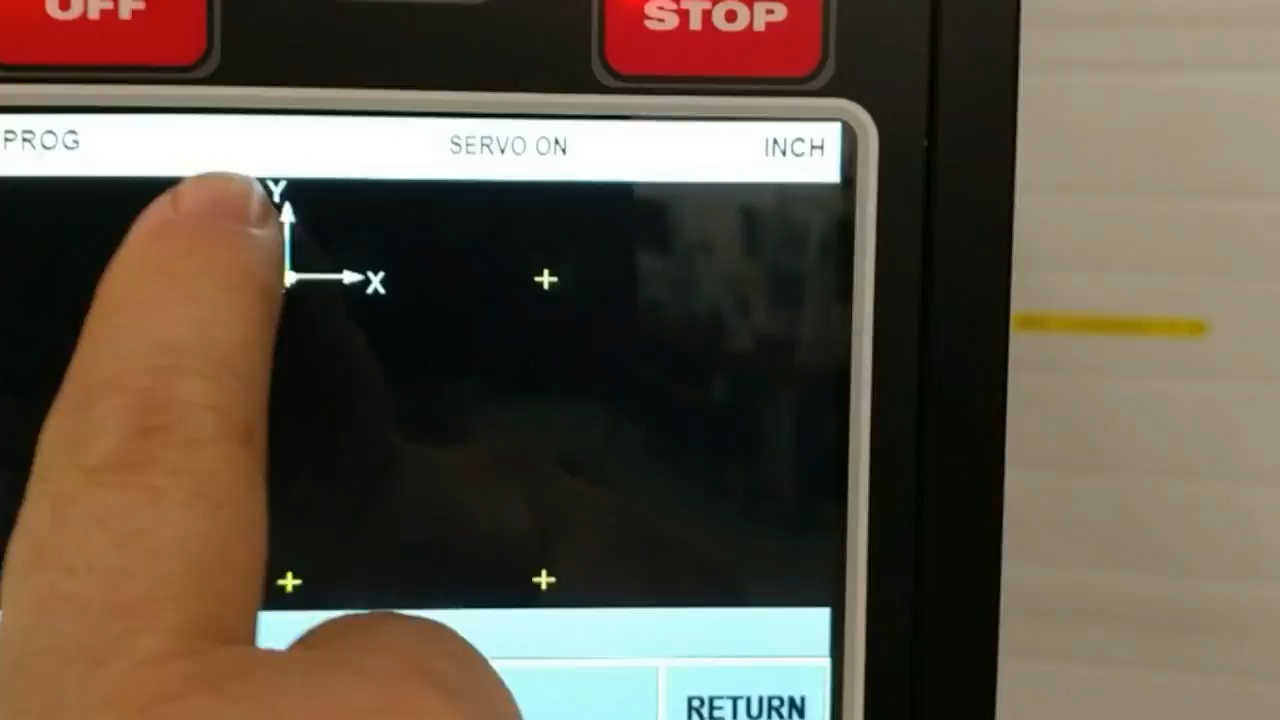 OFF
STOP
PROG
SERVO ON
INCH
Y
X
RETURN